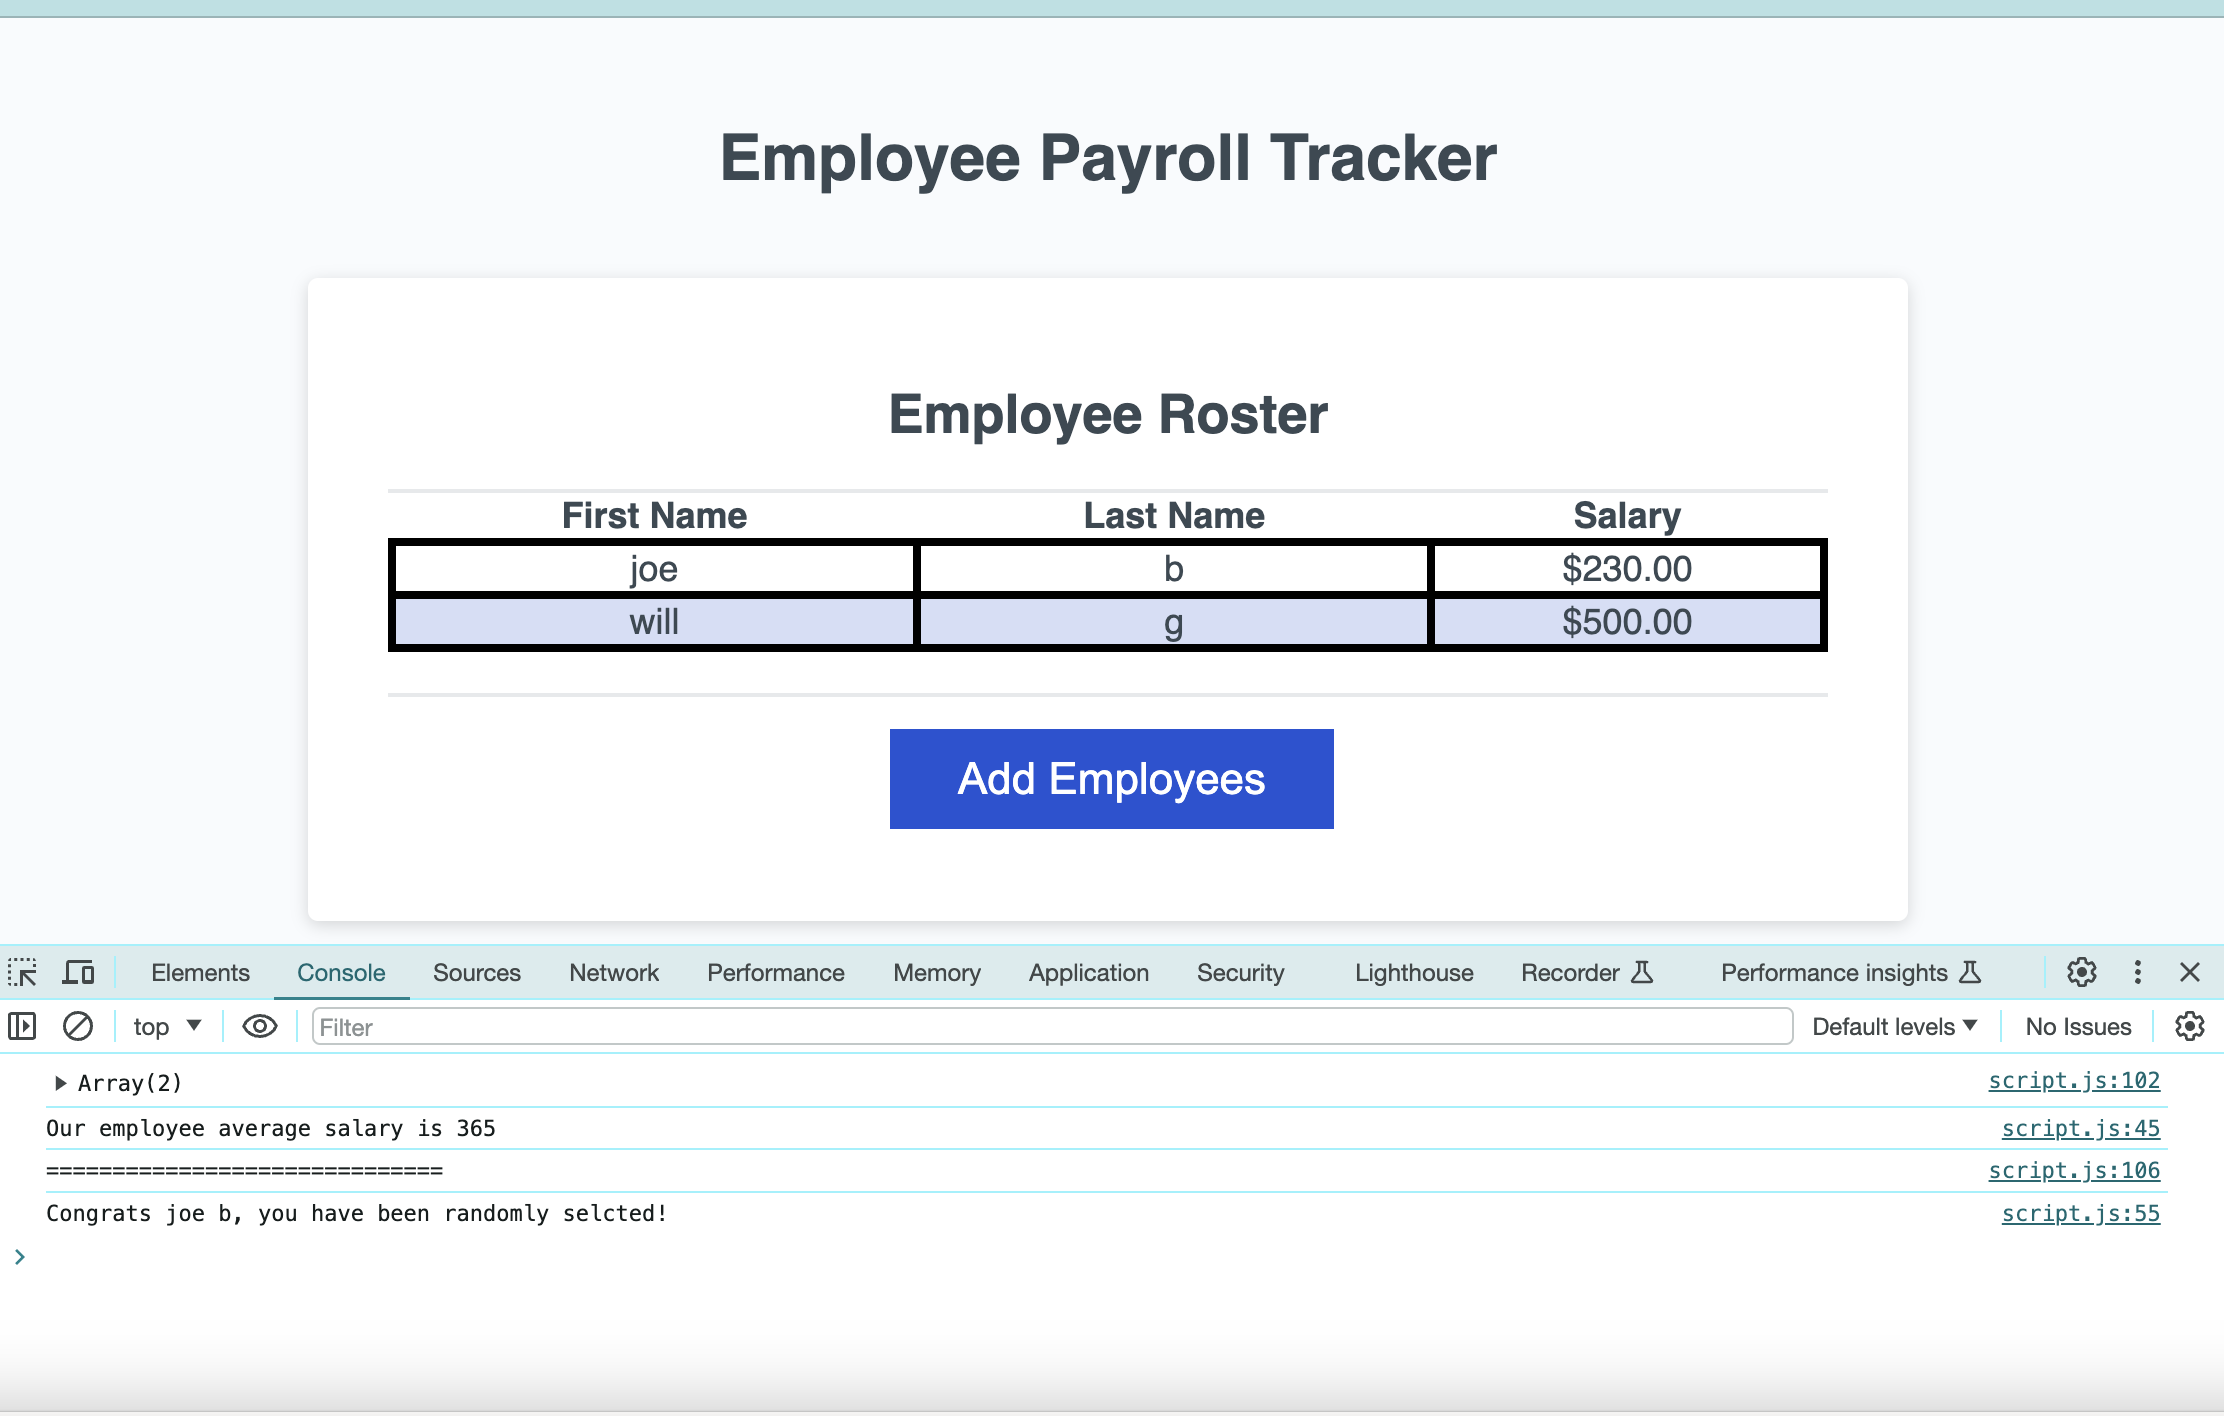 Employee Payroll Tracker
Employee Roster
First Name Last Name Salary
joe b $230.00
will g $500.00
Add Employees
Elements Console Sources Network Performance Memory Application Security Lighthouse Recorder Performance insights
top Filter Default levels No Issues
Array(2) script.js:102
Our employee average salary is 365 script.js:45
============================== script.js:106
Congrats joe b, you have been randomly selcted! script.js:55